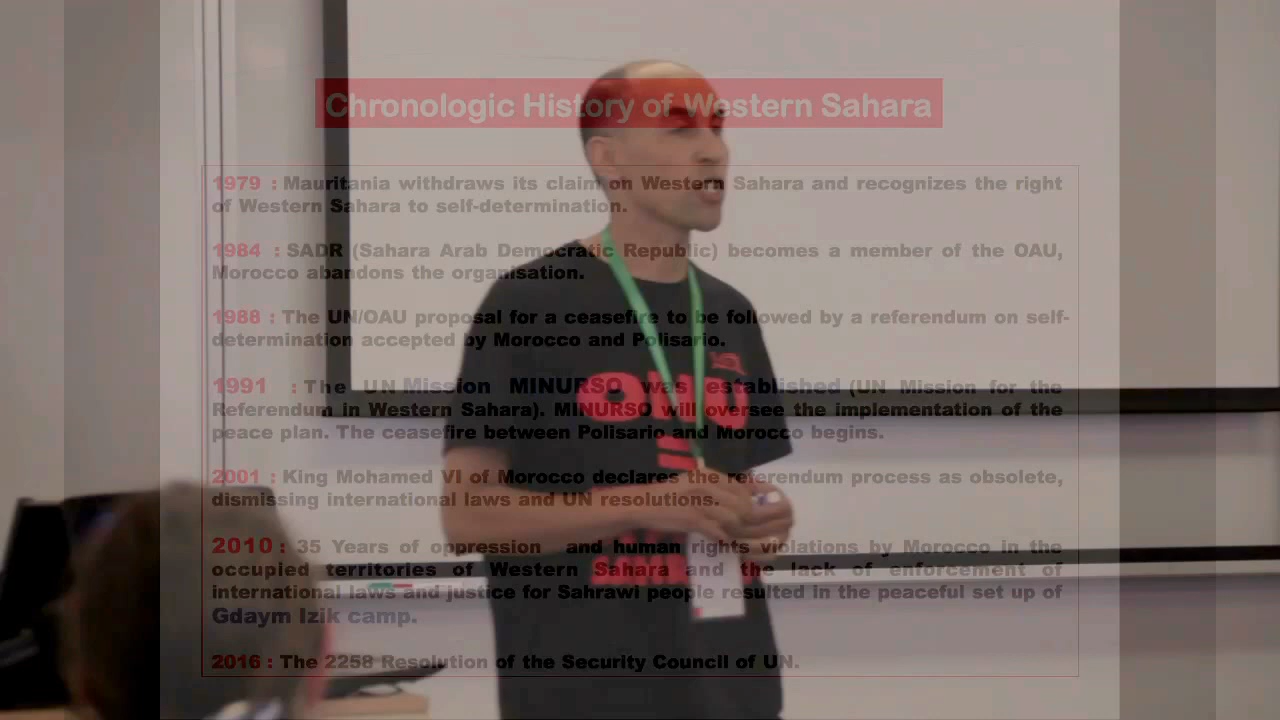 Chronologic History of Western Sahara
1979 : Mauritania withdraws its claim on Western Sahara and recognizes the right
of Western Sahara to self-determination.
1984 : SADR (Sahara Arab Democratic Republic) becomes a member of the OAU,
Morocco abandons the organisation.
1988 : The UN/OAU proposal for a ceasefire to be followed by a referendum on self-
determination accepted by Morocco and Polisario.
1991 : The UN Mission MINURSO was established (UN Mission for the
Referendum in Western Sahara). MINURSO will oversee the implementation of the
peace plan. The ceasefire between Polisario and Morocco begins.
2001 : King Mohamed VI of Morocco declares the referendum process as obsolete,
dismissing international laws and UN resolutions.
2010 : 35 Years of oppression and human rights violations by Morocco in the
occupied territories of Western Sahara and the lack of enforcement of
international laws and justice for Sahrawi people resulted in the peaceful set up of
Gdaym Izik camp.
2016 : The 2258 Resolution of the Security Council of UN.